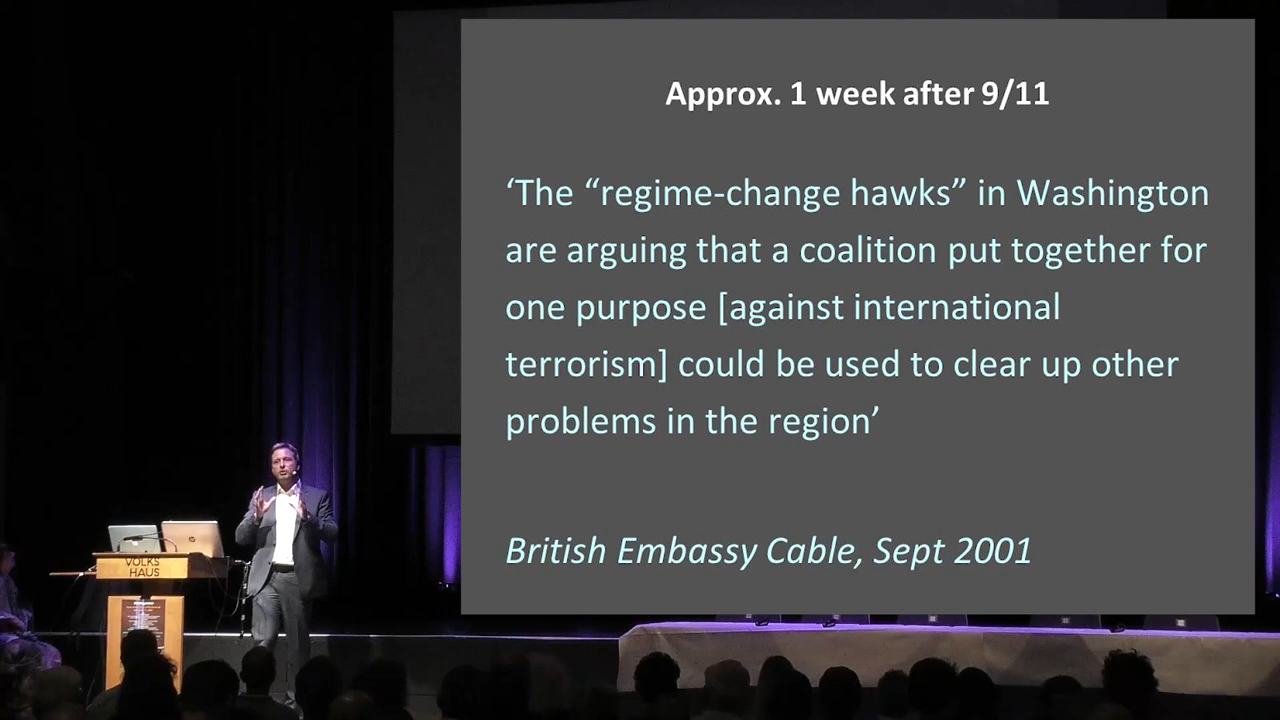 Approx. 1 week after 9/11
‘The “regime-change hawks” in Washington
are arguing that a coalition put together for
one purpose [against international
terrorism] could be used to clear up other
problems in the region’
British Embassy Cable, Sept 2001
VOLKS
HAUS